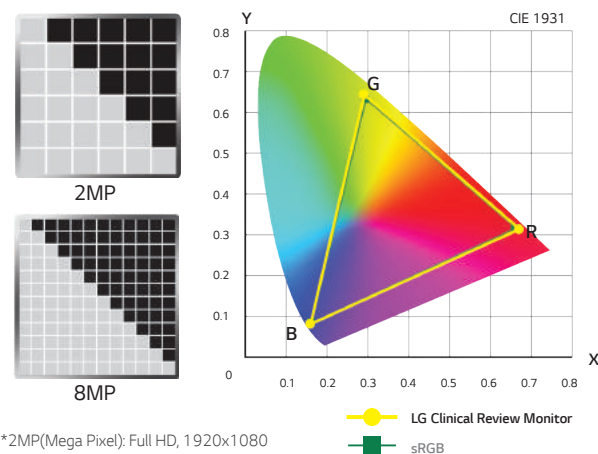 2MP
8MP
*2MP(Mega Pixel): Full HD, 1920x1080
Y
CIE 1931
0.8
0.7
0.6
0.5
0.4
0.3
0.2
0.1
0
G
R
B
0.1 0.2 0.3 0.4 0.5 0.6 0.7 0.8
X
LG Clinical Review Monitor
sRGB